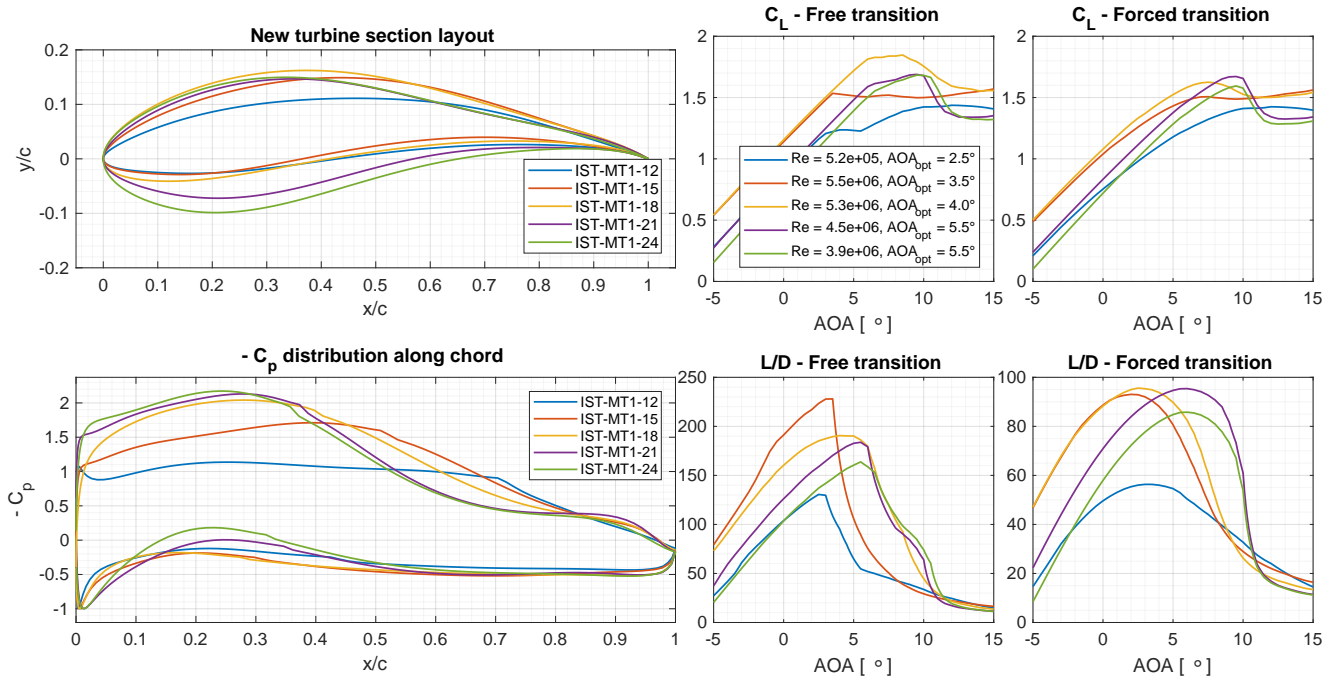 New turbine section layout
0.2
0.1
0
-0.1
-0.2
y/c
0 0.1 0.2 0.3 0.4 0.5 0.6 0.7 0.8 0.9 1
x/c
IST-MT1-12
IST-MT1-15
IST-MT1-18
IST-MT1-21
IST-MT1-24
C_L - Free transition
2
1.5
1
0.5
0
-5 0 5 10 15
AOA [ °]
Re = 5.2e+05, AOA_opt = 2.5°
Re = 5.5e+06, AOA_opt = 3.5°
Re = 5.3e+06, AOA_opt = 4.0°
Re = 4.5e+06, AOA_opt = 5.5°
Re = 3.9e+06, AOA_opt = 5.5°
C_L - Forced transition
2
1.5
1
0.5
0
-5 0 5 10 15
AOA [ °]
- C_p distribution along chord
2
1.5
1
0.5
0
-0.5
-1
- C_p
0 0.1 0.2 0.3 0.4 0.5 0.6 0.7 0.8 0.9 1
x/c
IST-MT1-12
IST-MT1-15
IST-MT1-18
IST-MT1-21
IST-MT1-24
L/D - Free transition
250
200
150
100
50
0
-5 0 5 10 15
AOA [ °]
L/D - Forced transition
100
80
60
40
20
0
-5 0 5 10 15
AOA [ °]